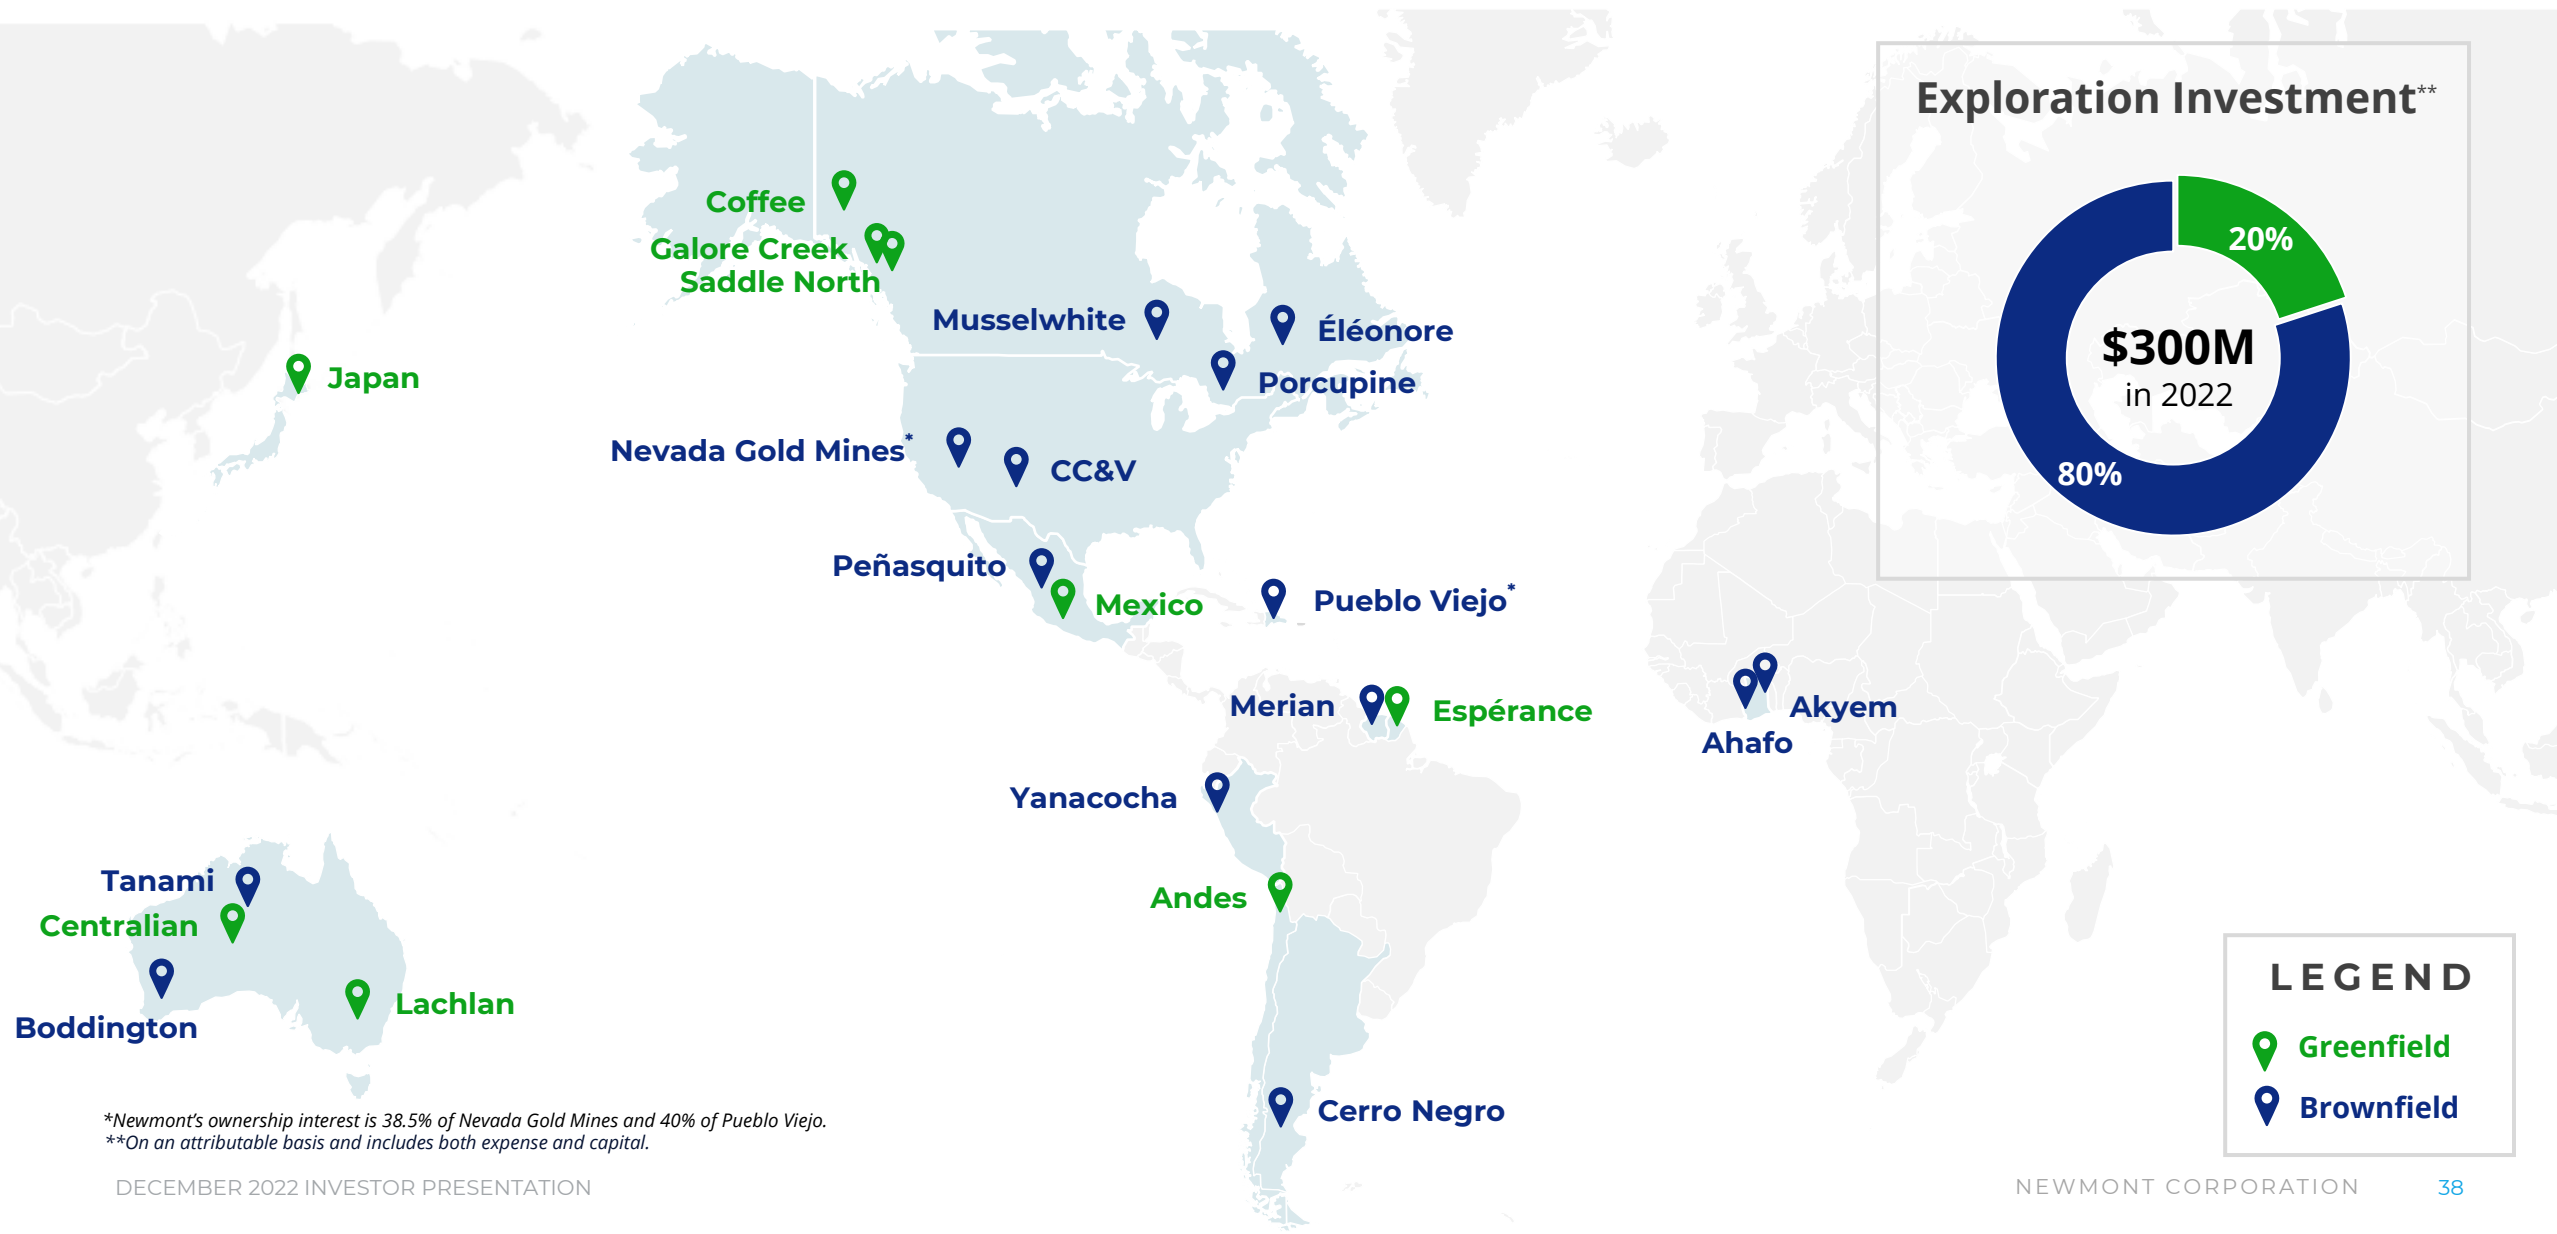 Exploration Investment**
20%
$300M
in 2022
80%
Coffee
Galore Creek
Saddle North
Musselwhite
Éléonore
Japan
Porcupine
Nevada Gold Mines*
CC&V
Peñasquito
Mexico
Pueblo Viejo*
Merian
Espérance
Akyem
Ahafo
Yanacocha
Tanami
Andes
Centralian
Lachlan
Boddington
Cerro Negro
LEGEND
Greenfield
Brownfield
*Newmont's ownership interest is 38.5% of Nevada Gold Mines and 40% of Pueblo Viejo.
**On an attributable basis and includes both expense and capital.
DECEMBER 2022 INVESTOR PRESENTATION
NEWMONT CORPORATION 38